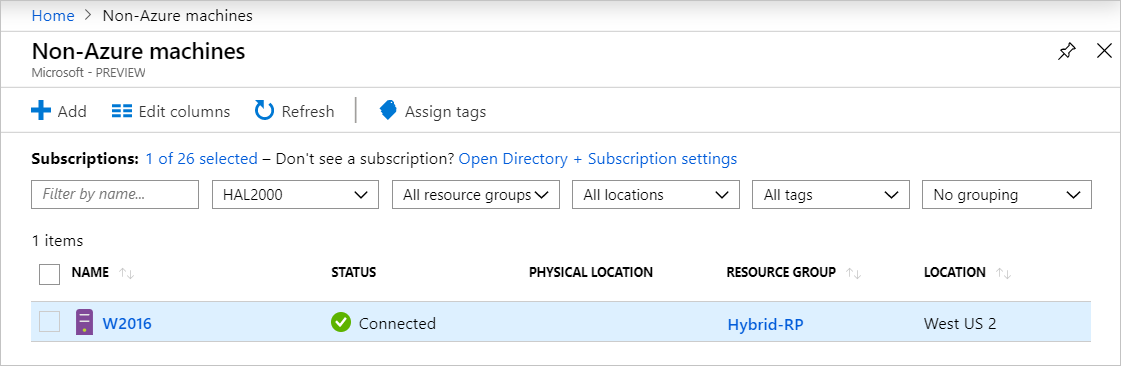 Home > Non-Azure machines
Non-Azure machines
Microsoft - PREVIEW
Add Edit columns Refresh Assign tags
Subscriptions: 1 of 26 selected – Don't see a subscription? Open Directory + Subscription settings
Filter by name... HAL2000 All resource groups All locations All tags No grouping
1 items
NAME STATUS PHYSICAL LOCATION RESOURCE GROUP LOCATION
W2016 Connected Hybrid-RP West US 2